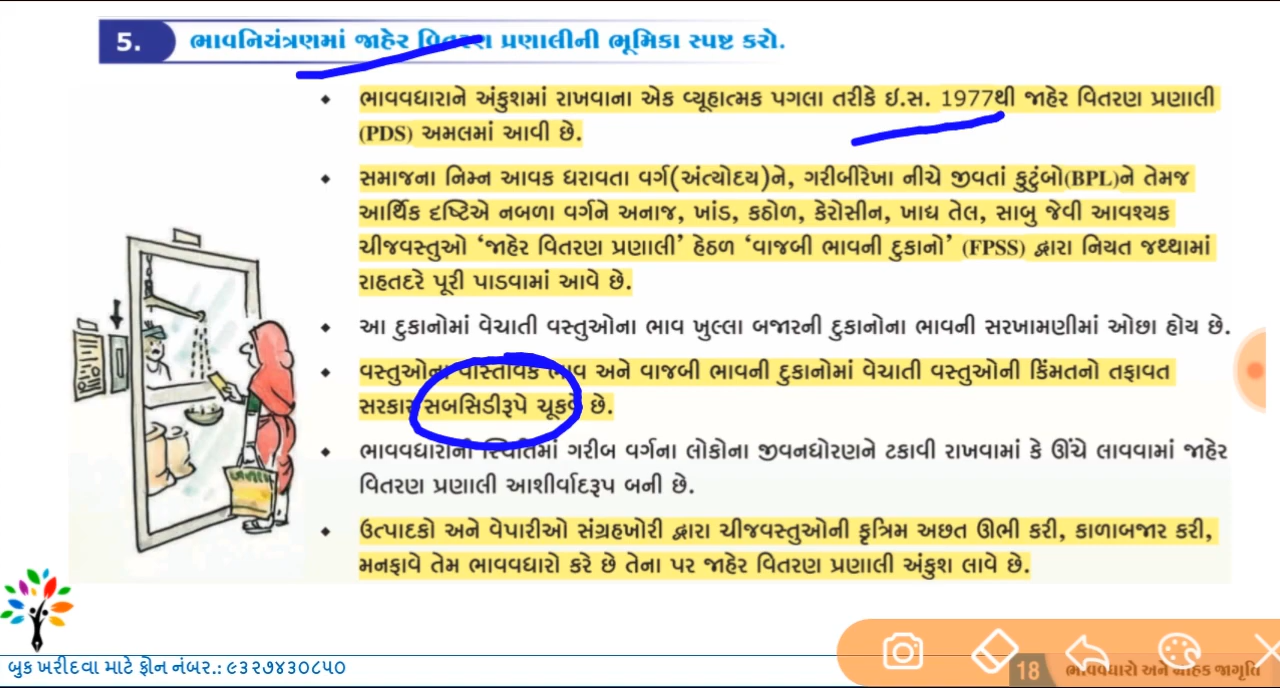 5. ભાવનિયંત્રણમાં જાહેર વિતરણ પ્રણાલીની ભૂમિકા સ્પષ્ટ કરો.
◆ ભાવવધારાને અંકુશમાં રાખવાના એક વ્યૂહાત્મક પગલા તરીકે ઈ.સ. 1977થી જાહેર વિતરણ પ્રણાલી
(PDS) અમલમાં આવી છે.
◆ સમાજના નિમ્ન આવક ધરાવતા વર્ગ(અંત્યોદય)ને, ગરીબીરેખા નીચે જીવતાં કુટુંબો(BPL)ને તેમજ
આર્થિક દૃષ્ટિએ નબળા વર્ગને અનાજ, ખાંડ, કઠોળ, કેરોસીન, ખાદ્ય તેલ, સાબુ જેવી આવશ્યક
ચીજવસ્તુઓ ‘જાહેર વિતરણ પ્રણાલી’ હેઠળ ‘વાજબી ભાવની દુકાનો’ (FPSS) દ્વારા નિયત જથ્થામાં
રાહતદરે પૂરી પાડવામાં આવે છે.
◆ આ દુકાનોમાં વેચાતી વસ્તુઓના ભાવ ખુલ્લા બજારની દુકાનોના ભાવની સરખામણીમાં ઓછા હોય છે.
◆ વસ્તુઓના વાસ્તવિક ભાવ અને વાજબી ભાવની દુકાનોમાં વેચાતી વસ્તુઓની કિંમતનો તફાવત
સરકાર સબસિડીરૂપે ચૂકવે છે.
◆ ભાવવધારાની સ્થિતિમાં ગરીબ વર્ગના લોકોના જીવનધોરણને ટકાવી રાખવામાં કે ઊંચે લાવવામાં જાહેર
વિતરણ પ્રણાલી આશીર્વાદરૂપ બની છે.
◆ ઉત્પાદકો અને વેપારીઓ સંગ્રહખોરી દ્વારા ચીજવસ્તુઓની કૃત્રિમ અછત ઊભી કરી, કાળાબજાર કરી,
મનફાવે તેમ ભાવવધારો કરે છે તેના પર જાહેર વિતરણ પ્રણાલી અંકુશ લાવે છે.
અનાજ
બુક ખરીદવા માટે ફોન નંબર.: ૯૩૨૭૪૩૦૮૫૦
18 ભાવવધારો અને ગ્રાહક જાગૃતિ